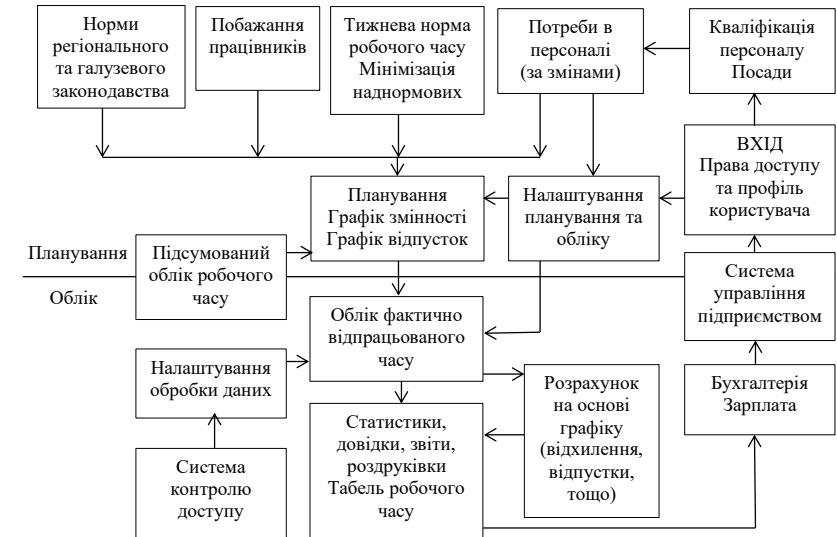 Норми
регіонального
та галузевого
законодавства
Побажання
працівників
Тижнева норма
робочого часу
Мінімізація
наднормових
Потреби в
персоналі
(за змінами)
Кваліфікація
персоналу
Посади
ВХІД
Права доступу
та профіль
користувача
Планування
Графік змінності
Графік відпусток
Налаштування
планування та
обліку
Планування
Облік
Підсумований
облік робочого
часу
Система
управління
підприємством
Облік фактично
відпрацьованого
часу
Налаштування
обробки даних
Розрахунок
на основі
графіку
(відхилення,
відпустки,
тощо)
Бухгалтерія
Зарплата
Статистики,
довідки, звіти,
роздруківки
Табель робочого
часу
Система
контролю
доступу